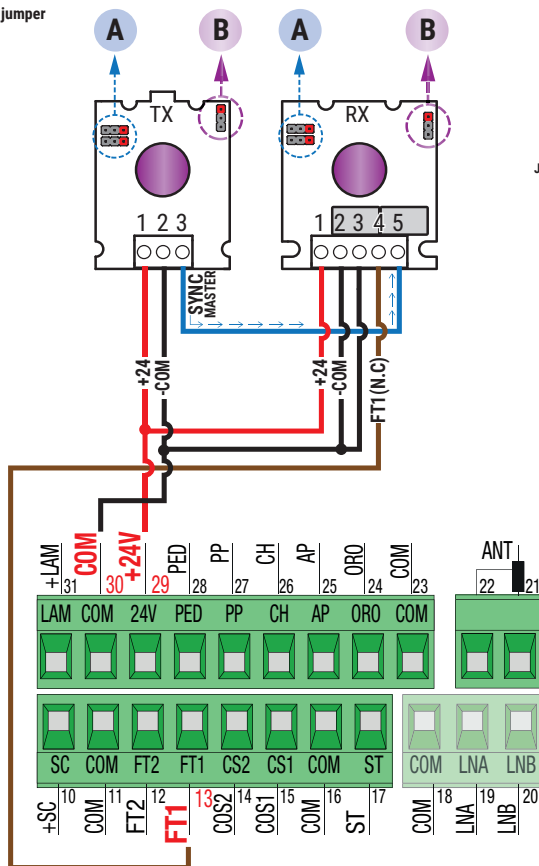 jumper
A B A B
TX RX
1 2 3 1 2 3 4 5
SYNC
MASTER
+24 -COM +24 -COM FT1 (N.C)
+LAM COM +24V PED PP CH AP ORO COM ANT
31 30 29 28 27 26 25 24 23 22 21
LAM COM 24V PED PP CH AP ORO COM
SC COM FT2 FT1 CS2 CS1 COM ST COM LNA LNB
10 11 12 13 14 15 16 17 18 19 20
+SC COM FT2 FT1 COS2 COS1 COM ST COM LNA LNB